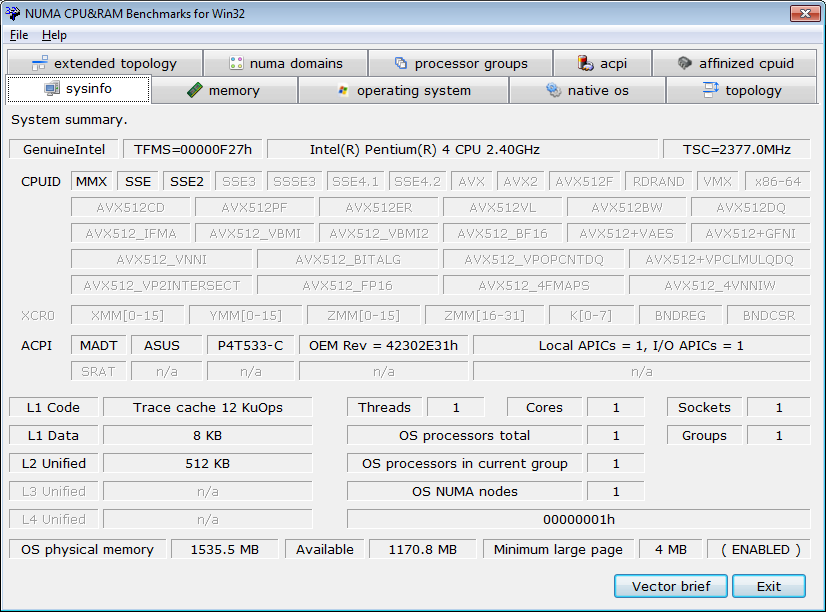 NUMA CPU&RAM Benchmarks for Win32
File Help
extended topology numa domains processor groups acpi affinized cpuid
sysinfo memory operating system native os topology
System summary.
GenuineIntel TFMS=00000F27h Intel(R) Pentium(R) 4 CPU 2.40GHz TSC=2377.0MHz
CPUID MMX SSE SSE2 SSE3 SSSE3 SSE4.1 SSE4.2 AVX AVX2 AVX512F RDRAND VMX x86-64
AVX512CD AVX512PF AVX512ER AVX512VL AVX512BW AVX512DQ
AVX512_IFMA AVX512_VBMI AVX512_VBMI2 AVX512_BF16 AVX512+VAES AVX512+GFNI
AVX512_VNNI AVX512_BITALG AVX512_VPOPCNTDQ AVX512+VPCLMULQDQ
AVX512_VP2INTERSECT AVX512_FP16 AVX512_4FMAPS AVX512_4VNNIW
XCR0 XMM[0-15] YMM[0-15] ZMM[0-15] ZMM[16-31] K[0-7] BNDREG BNDCSR
ACPI MADT ASUS P4T533-C OEM Rev = 42302E31h Local APICs = 1, I/O APICs = 1
SRAT n/a n/a n/a n/a
L1 Code Trace cache 12 KuOps Threads 1 Cores 1 Sockets 1
L1 Data 8 KB OS processors total 1 Groups 1
L2 Unified 512 KB OS processors in current group 1
L3 Unified n/a OS NUMA nodes 1
L4 Unified n/a 00000001h
OS physical memory 1535.5 MB Available 1170.8 MB Minimum large page 4 MB ( ENABLED )
Vector brief Exit